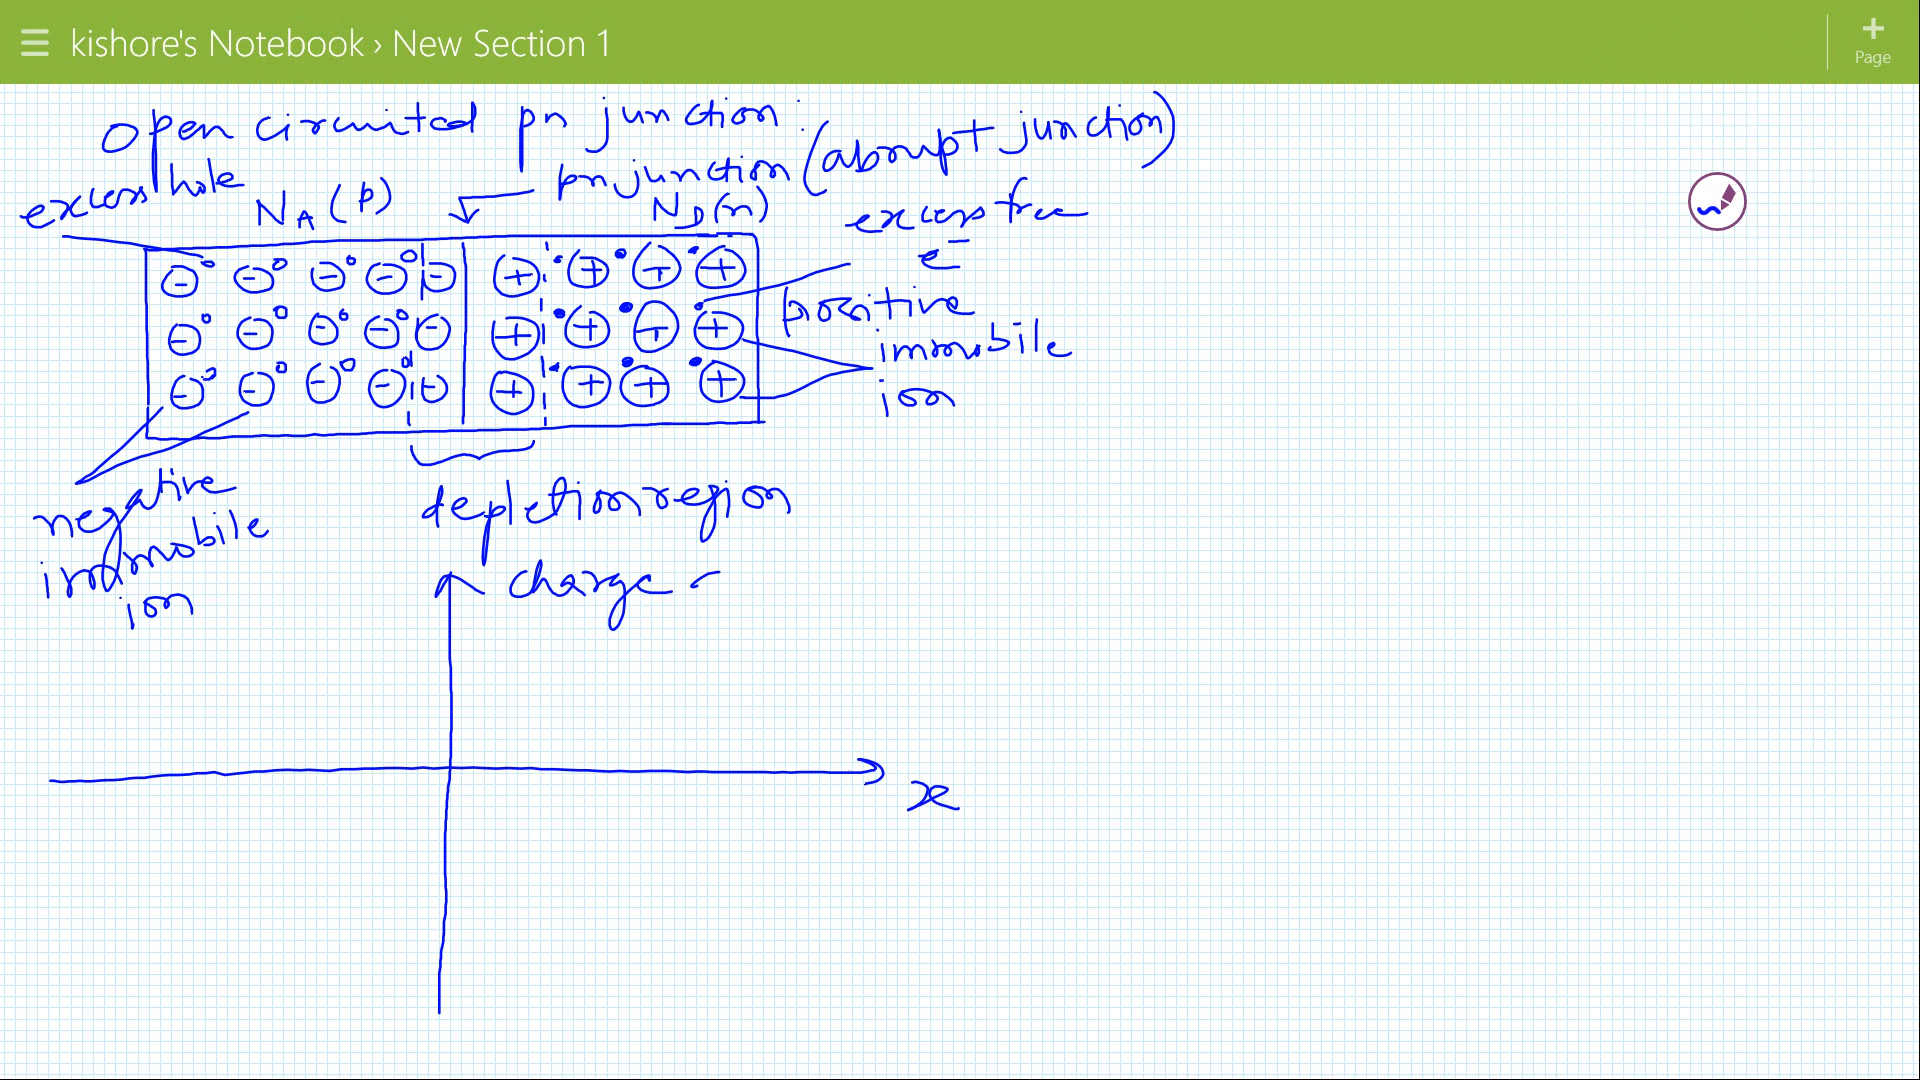 kishore's Notebook › New Section 1
Page
open circuited pn junction:
pn junction (abrupt junction)
excess hole
NA (p)
ND (n)
excess free
e-
positive
immobile
ion
negative
immobile
ion
depletion region
charge
x